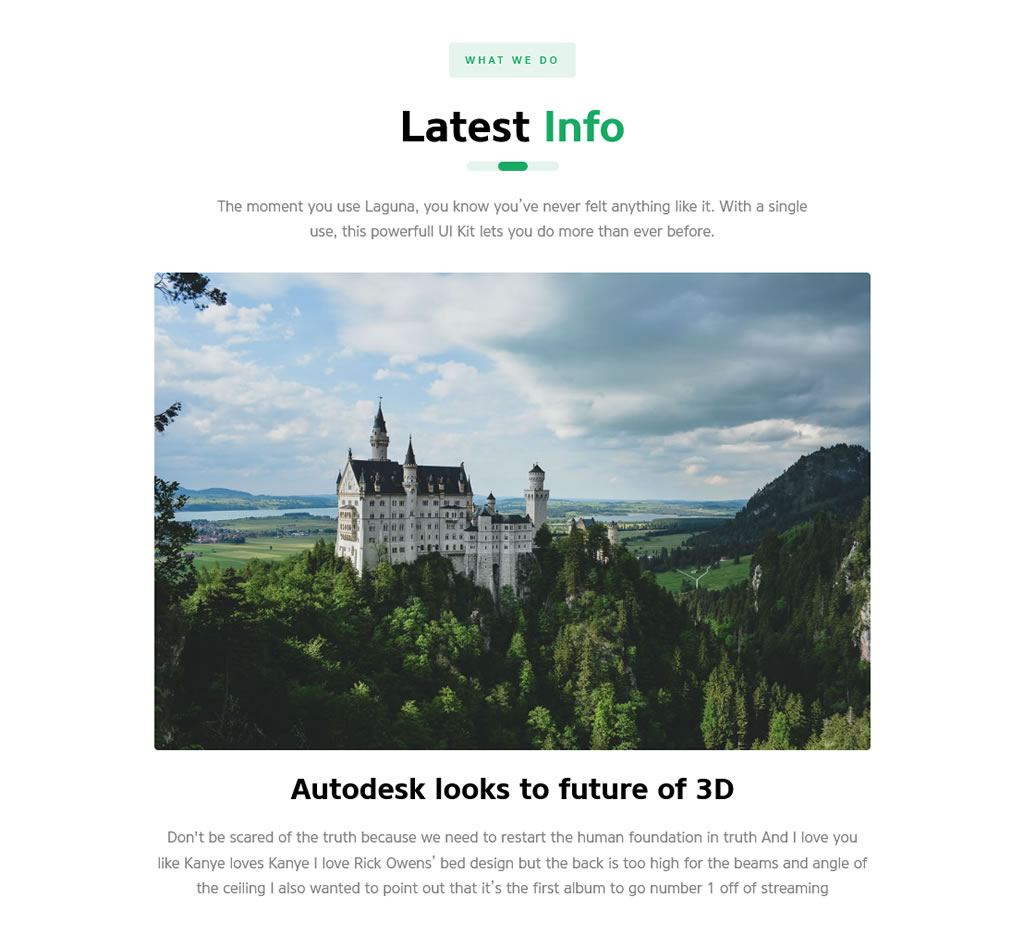 WHAT WE DO
Latest Info
The moment you use Laguna, you know you’ve never felt anything like it. With a single
use, this powerfull UI Kit lets you do more than ever before.
Autodesk looks to future of 3D
Don't be scared of the truth because we need to restart the human foundation in truth And I love you
like Kanye loves Kanye I love Rick Owens’ bed design but the back is too high for the beams and angle of
the ceiling I also wanted to point out that it’s the first album to go number 1 off of streaming